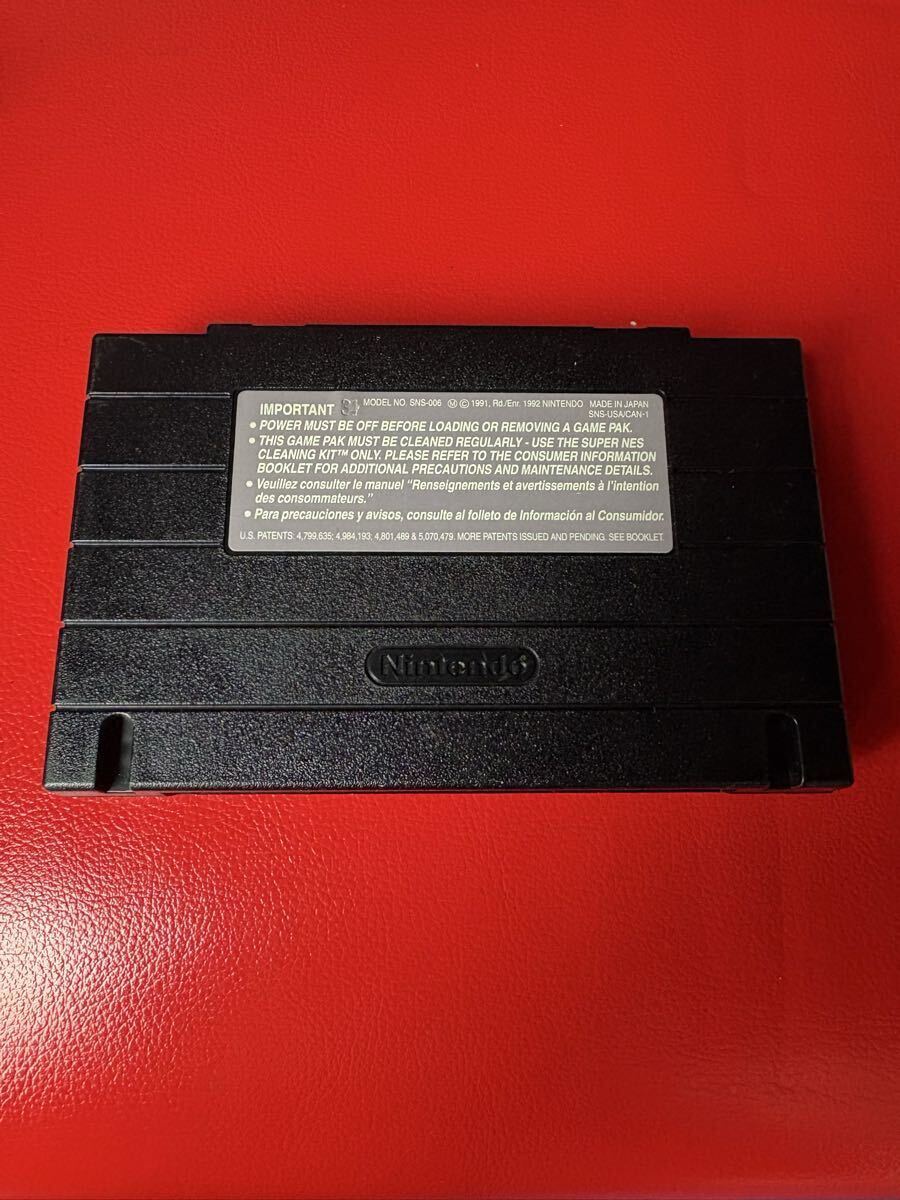 IMPORTANT MODEL NO. SNS-006 Ⓜ © 1991, Rd./Enr. 1992 NINTENDO MADE IN JAPAN
SNS-USA/CAN-1
• POWER MUST BE OFF BEFORE LOADING OR REMOVING A GAME PAK.
• THIS GAME PAK MUST BE CLEANED REGULARLY - USE THE SUPER NES
CLEANING KIT™ ONLY. PLEASE REFER TO THE CONSUMER INFORMATION
BOOKLET FOR ADDITIONAL PRECAUTIONS AND MAINTENANCE DETAILS.
• Veuillez consulter le manuel "Renseignements et avertissements à l'intention
des consommateurs."
• Para precauciones y avisos, consulte al folleto de Información al Consumidor.
U.S. PATENTS: 4,799,635; 4,984,193; 4,801,489 & 5,070,479. MORE PATENTS ISSUED AND PENDING. SEE BOOKLET.
Nintendo